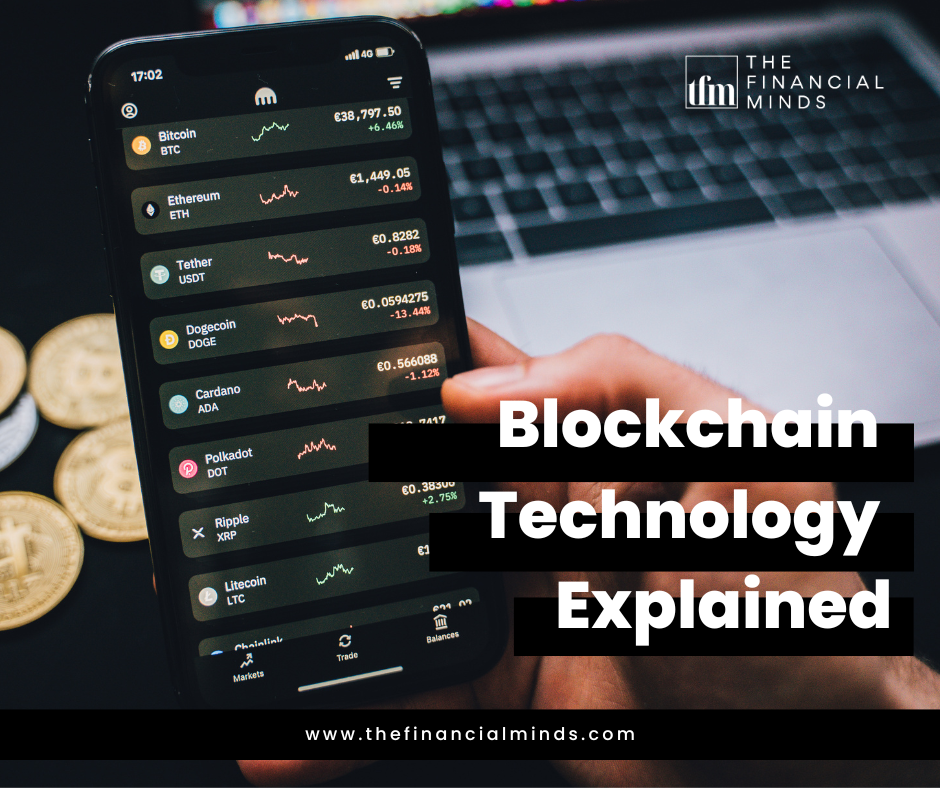 17:02
4G
THE
FINANCIAL
MINDS
tfm
Bitcoin
BTC
€38,797.50
+6.46%
Ethereum
ETH
€1,449.05
-0.14%
Tether
USDT
€0.8282
-0.18%
Dogecoin
DOGE
€0.0594275
-13.44%
Cardano
ADA
€0.566088
-1.12%
Polkadot
DOT
Ripple
XRP
+2.75%
Litecoin
LTC
Chainlink
Markets
Trade
Balances
Blockchain
Technology
Explained
www.thefinancialminds.com